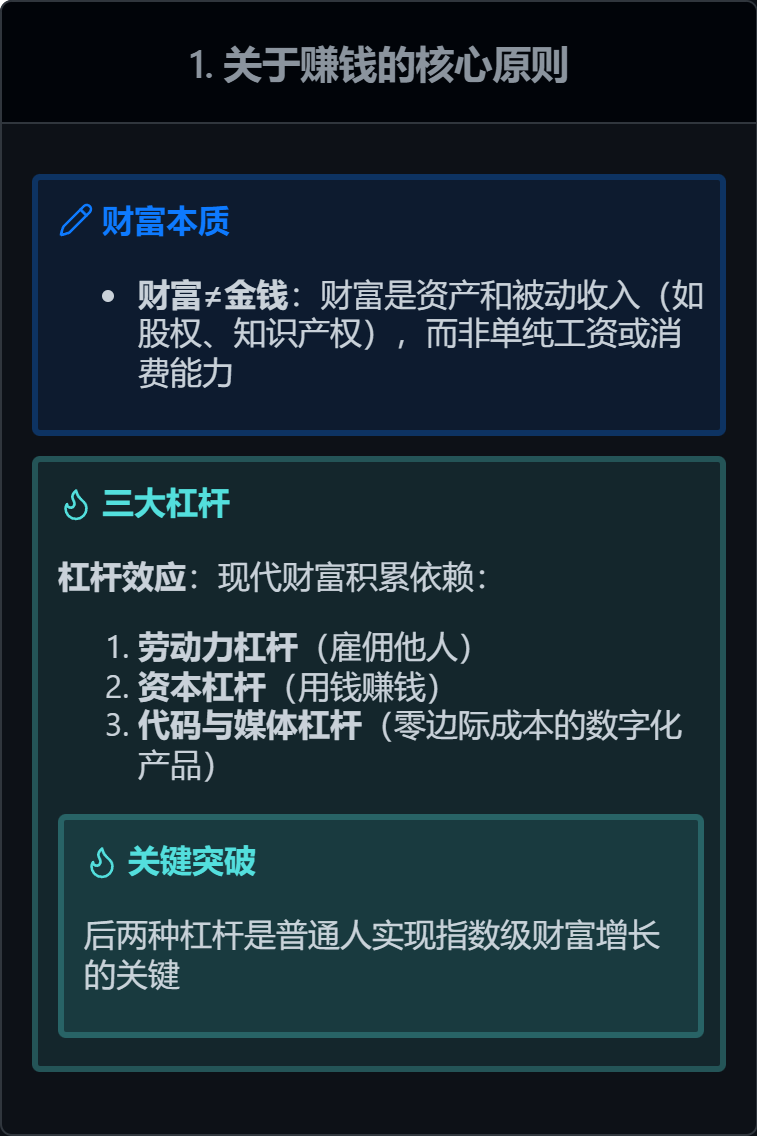 1. 关于赚钱的核心原则
财富本质
• 财富≠金钱：财富是资产和被动收入（如
股权、知识产权），而非单纯工资或消
费能力
三大杠杆
杠杆效应：现代财富积累依赖：
1. 劳动力杠杆（雇佣他人）
2. 资本杠杆（用钱赚钱）
3. 代码与媒体杠杆（零边际成本的数字化
产品）
关键突破
后两种杠杆是普通人实现指数级财富增长
的关键